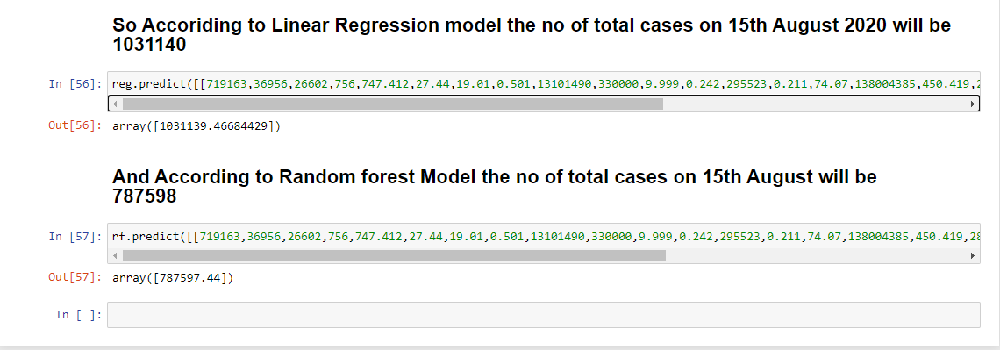 So Accoriding to Linear Regression model the no of total cases on 15th August 2020 will be
1031140
In [56]: reg.predict([[719163,36956,26602,756,747.412,27.44,19.01,0.501,13101490,330000,9.999,0.242,295523,0.211,74.07,138004385,450.419,2
Out[56]: array([1031139.46684429])
And According to Random forest Model the no of total cases on 15th August will be
787598
In [57]: rf.predict([[719163,36956,26602,756,747.412,27.44,19.01,0.501,13101490,330000,9.999,0.242,295523,0.211,74.07,138004385,450.419,28
Out[57]: array([787597.44])
In [ ]: